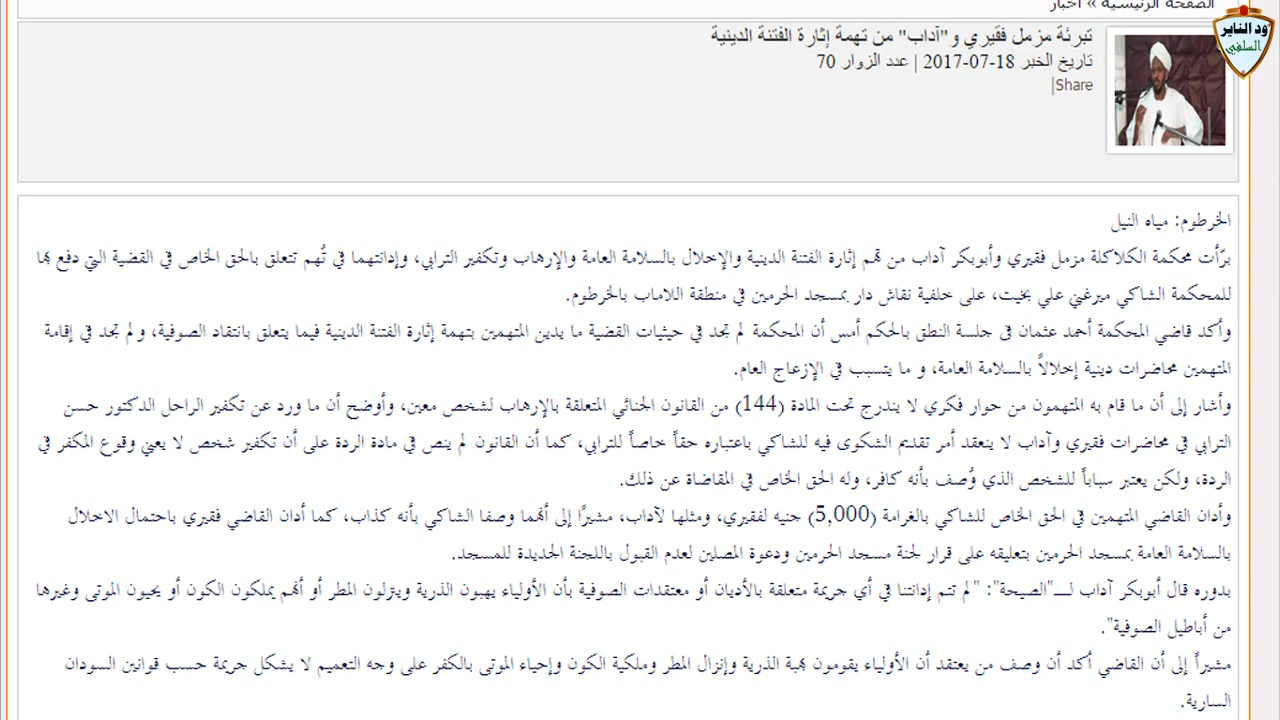 الصفحة الرئيسية » أخبار
ود الناير
السلفي
تبرئة مزمل فقيري و"آداب" من تهمة إثارة الفتنة الدينية
تاريخ الخبر 18-07-2017 | عدد الزوار 70
Share|
الخرطوم: مياه النيل
برّأت محكمة الكلاكلة مزمل فقيري وأبوبكر آداب من تهم إثارة الفتنة الدينية والإحلال بالسلامة العامة والإرهاب وتكفير الترابي، وإدانتهما في تُهم تتعلق بالحق الخاص في القضية التي دفع بها
للمحكمة الشاكي ميرغني علي بخيت، على خلفية نقاش دار بمسجد الحرمين في منطقة اللاماب بالخرطوم.
وأكد قاضي المحكمة أحمد عثمان فى جلسة النطق بالحكم أمس أن المحكمة لم تجد في حيثيات القضية ما يدين المتهمين بتهمة إثارة الفتنة الدينية فيما يتعلق بانتقاد الصوفية، ولم تجد في إقامة
المتهمين محاضرات دينية إخلالاً بالسلامة العامة، و ما يتسبب في الإزعاج العام.
وأشار إلى أن ما قام به المتهمون من حوار فكري لا يندرج تحت المادة (144) من القانون الجنائي المتعلقة بالإرهاب لشخص معين، وأوضح أن ما ورد عن تكفير الراحل الدكتور حسن
الترابي في محاضرات فقيري وآداب لا ينعقد أمر تقديم الشكوى فيه للشاكي باعتباره حقاً خاصاً للترابي، كما أن القانون لم ينص في مادة الردة على أن تكفير شخص لا يعني وقوع المكفر في
الردة، ولكن يعتبر سباباً للشخص الذي وُصف بأنه كافر، وله الحق الخاص في المقاضاة عن ذلك.
وأدان القاضي المتهمين في الحق الخاص للشاكي بالغرامة (5,000) جنيه لفقيري، ومثلها لآداب، مشيرًا إلى أنهما وصفا الشاكي بأنه كذاب، كما أدان القاضي فقيري باحتمال الاخلال
بالسلامة العامة بمسجد الحرمين بتعليقه على قرار لجنة مسجد الحرمين ودعوة المصلين لعدم القبول باللجنة الجديدة للمسجد.
بدوره قال أبوبكر آداب لـــ"الصيحة": "لم تتم إدانتنا في أي جريمة متعلقة بالأديان أو معتقدات الصوفية بأن الأولياء يهبون الذرية وينزلون المطر أو أنهم يملكون الكون أو يحيون الموتى وغيرها
من أباطيل الصوفية".
مشيراً إلى أن القاضي أكد أن وصف من يعتقد أن الأولياء يقومون بهبة الذرية وإنزال المطر وملكية الكون وإحياء الموتى بالكفر على وجه التعميم لا يشكل جريمة حسب قوانين السودان
السارية.